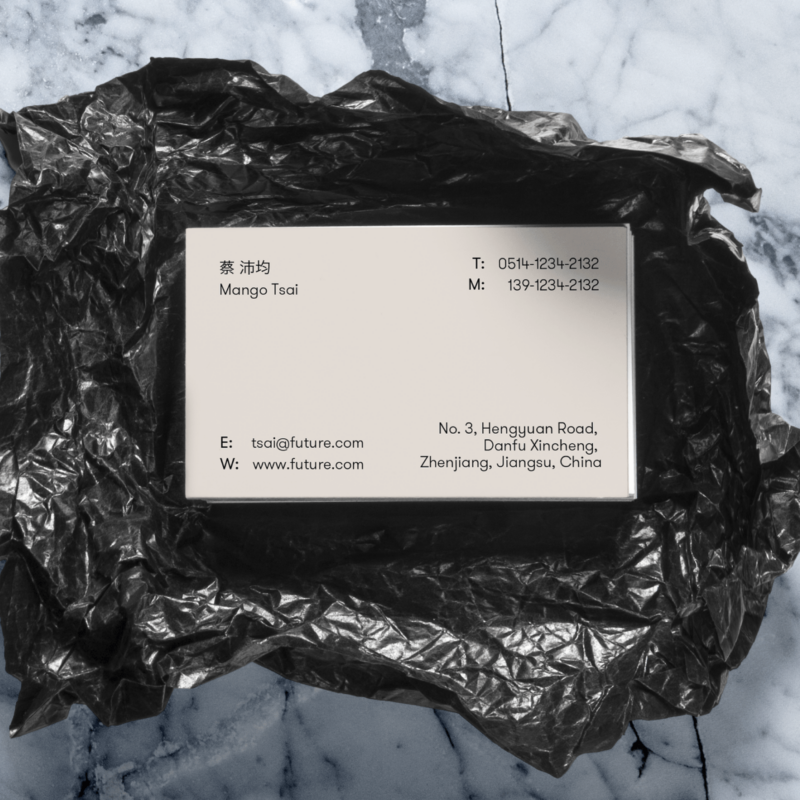 蔡 沛均
Mango Tsai
T: 0514-1234-2132
M: 139-1234-2132
E: tsai@future.com
W: www.future.com
No. 3, Hengyuan Road,
Danfu Xincheng,
Zhenjiang, Jiangsu, China